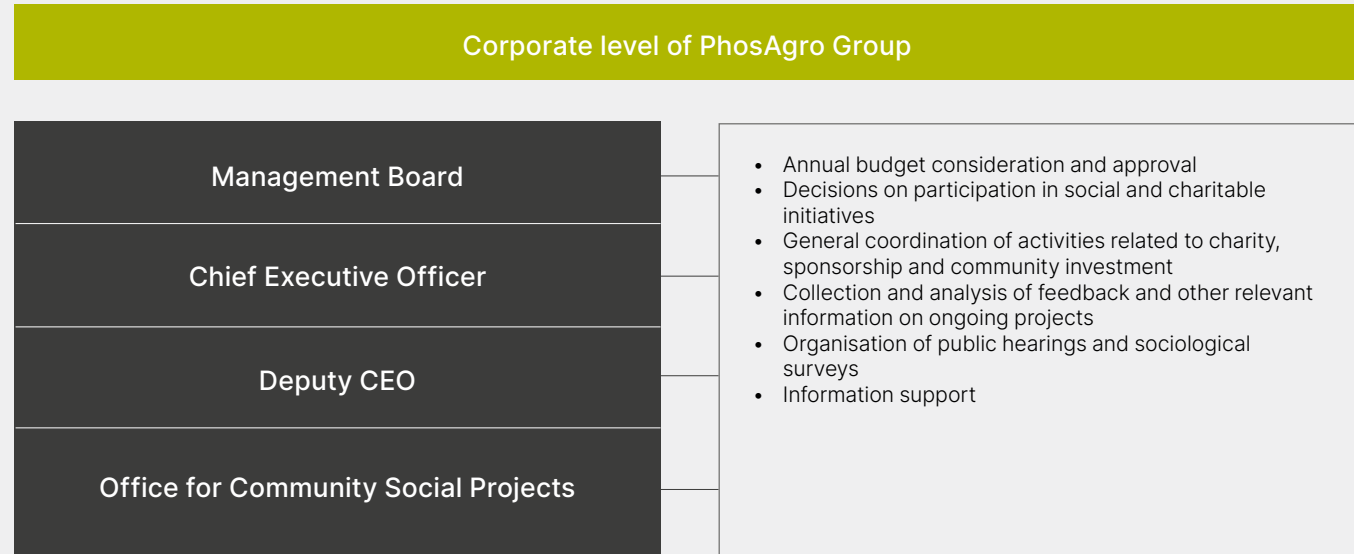 Corporate level of PhosAgro Group
Management Board
Chief Executive Officer
Deputy CEO
Office for Community Social Projects
• Annual budget consideration and approval
• Decisions on participation in social and charitable
initiatives
• General coordination of activities related to charity,
sponsorship and community investment
• Collection and analysis of feedback and other relevant
information on ongoing projects
• Organisation of public hearings and sociological
surveys
• Information support